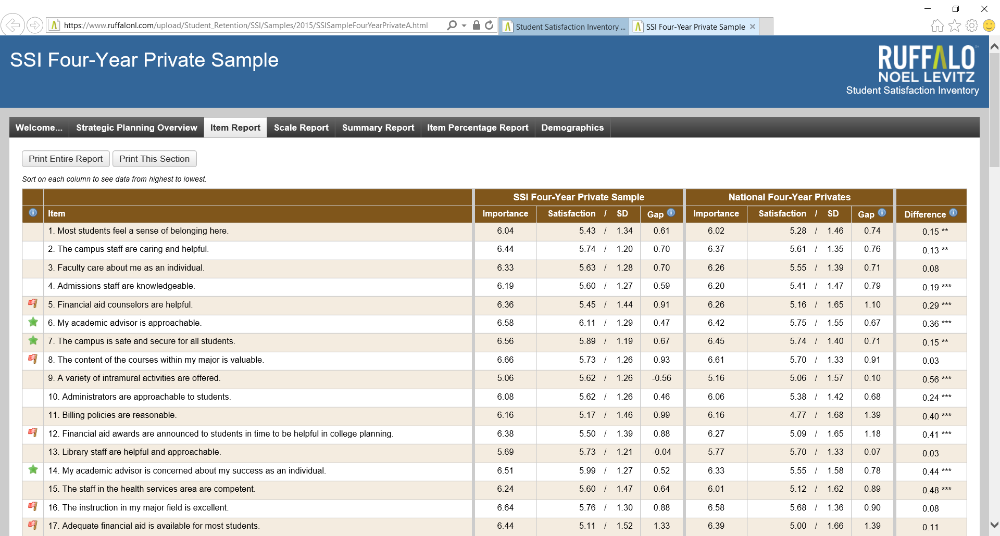 https://www.ruffalonl.com/upload/Student_Retention/SSI/Samples/2015/SSISampleFourYearPrivateA.html
Student Satisfaction Inventory ...
SSI Four-Year Private Sample
SSI Four-Year Private Sample
RUFFALO
NOEL LEVITZ
Student Satisfaction Inventory
Welcome... Strategic Planning Overview Item Report Scale Report Summary Report Item Percentage Report Demographics
Print Entire Report Print This Section
Sort on each column to see data from highest to lowest.
SSI Four-Year Private Sample National Four-Year Privates
Item Importance Satisfaction / SD Gap Importance Satisfaction / SD Gap Difference
1. Most students feel a sense of belonging here. 6.04 5.43 / 1.34 0.61 6.02 5.28 / 1.46 0.74 0.15 **
2. The campus staff are caring and helpful. 6.44 5.74 / 1.20 0.70 6.37 5.61 / 1.35 0.76 0.13 **
3. Faculty care about me as an individual. 6.33 5.63 / 1.28 0.70 6.26 5.55 / 1.39 0.71 0.08
4. Admissions staff are knowledgeable. 6.19 5.60 / 1.27 0.59 6.20 5.41 / 1.47 0.79 0.19 ***
5. Financial aid counselors are helpful. 6.36 5.45 / 1.44 0.91 6.26 5.16 / 1.65 1.10 0.29 ***
6. My academic advisor is approachable. 6.58 6.11 / 1.29 0.47 6.42 5.75 / 1.55 0.67 0.36 ***
7. The campus is safe and secure for all students. 6.56 5.89 / 1.19 0.67 6.45 5.74 / 1.40 0.71 0.15 **
8. The content of the courses within my major is valuable. 6.66 5.73 / 1.26 0.93 6.61 5.70 / 1.33 0.91 0.03
9. A variety of intramural activities are offered. 5.06 5.62 / 1.26 -0.56 5.16 5.06 / 1.57 0.10 0.56 ***
10. Administrators are approachable to students. 6.08 5.62 / 1.26 0.46 6.06 5.38 / 1.42 0.68 0.24 ***
11. Billing policies are reasonable. 6.16 5.17 / 1.46 0.99 6.16 4.77 / 1.68 1.39 0.40 ***
12. Financial aid awards are announced to students in time to be helpful in college planning. 6.38 5.50 / 1.39 0.88 6.27 5.09 / 1.65 1.18 0.41 ***
13. Library staff are helpful and approachable. 5.69 5.73 / 1.21 -0.04 5.77 5.70 / 1.33 0.07 0.03
14. My academic advisor is concerned about my success as an individual. 6.51 5.99 / 1.27 0.52 6.33 5.55 / 1.58 0.78 0.44 ***
15. The staff in the health services area are competent. 6.24 5.60 / 1.47 0.64 6.01 5.12 / 1.62 0.89 0.48 ***
16. The instruction in my major field is excellent. 6.64 5.76 / 1.30 0.88 6.58 5.68 / 1.36 0.90 0.08
17. Adequate financial aid is available for most students. 6.44 5.11 / 1.52 1.33 6.39 5.00 / 1.66 1.39 0.11